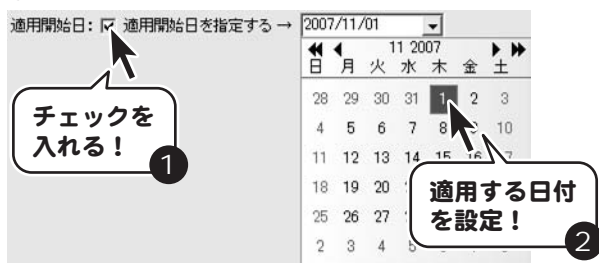 適用開始日: 適用開始日を指定する→ 2007/11/01
11 2007
日 月 火 水 木 金 土
28 29 30 31 1 2 3
4 5 6 7 8 9 10
11 12 13 14 15 16 17
18 19 20
25 26 27
2 3 4 5
チェックを
入れる！
1
適用する日付
を設定！
2